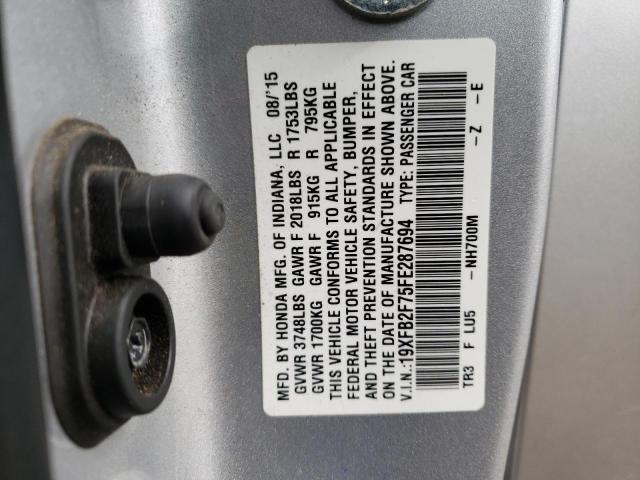 MFD. BY HONDA MFG. OF INDIANA, LLC 08/'15
GVWR 3748LBS GAWR F 2018LBS R 1753LBS
GVWR 1700KG GAWR F 915KG R 795KG
THIS VEHICLE CONFORMS TO ALL APPLICABLE
FEDERAL MOTOR VEHICLE SAFETY, BUMPER,
AND THEFT PREVENTION STANDARDS IN EFFECT
ON THE DATE OF MANUFACTURE SHOWN ABOVE.
V.I.N.:19XFB2F75FE287694 TYPE: PASSENGER CAR
TR3 F LU5 -NH700M -Z -E